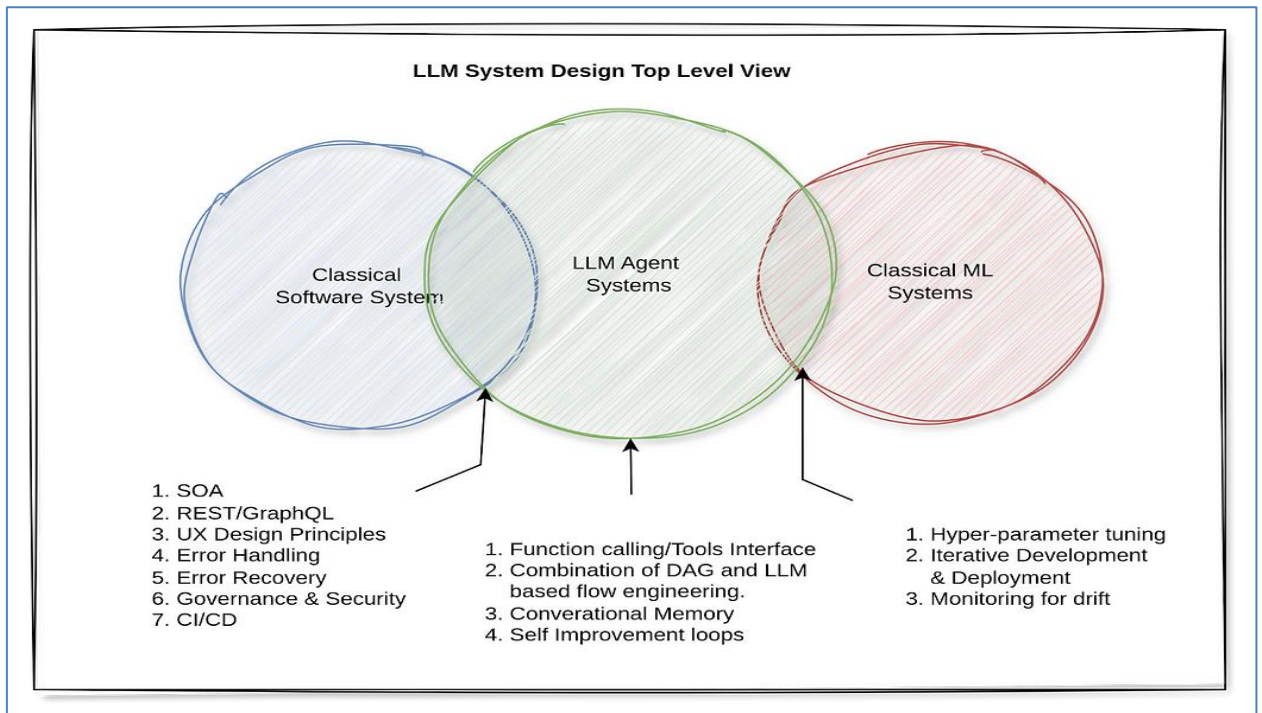 LLM System Design Top Level View
Classical
Software System
LLM Agent
Systems
Classical ML
Systems
1. SOA
2. REST/GraphQL
3. UX Design Principles
4. Error Handling
5. Error Recovery
6. Governance & Security
7. CI/CD
1. Function calling/Tools Interface
2. Combination of DAG and LLM
based flow engineering.
3. Converational Memory
4. Self Improvement loops
1. Hyper-parameter tuning
2. Iterative Development
& Deployment
3. Monitoring for drift